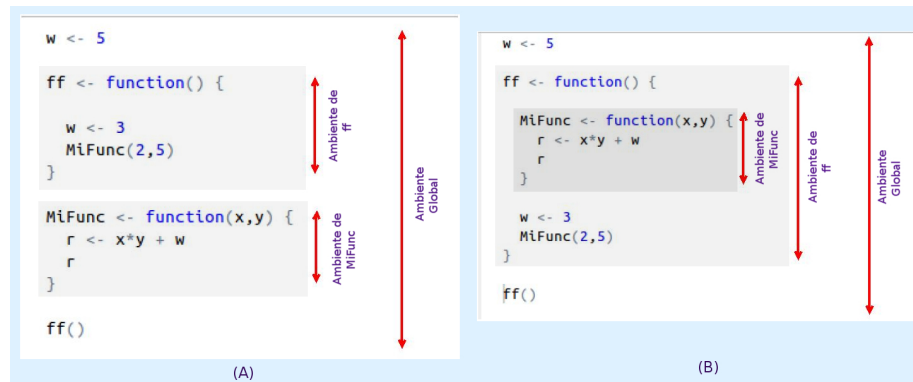 w <- 5
ff <- function() {
w <- 3
MiFunc(2,5)
}
MiFunc <- function(x,y) {
r <- x*y + w
r
}
ff()
Ambiente de
ff
Ambiente de
MiFunc
Ambiente
Global
(A)
w <- 5
ff <- function() {
MiFunc <- function(x,y) {
r <- x*y + w
r
}
w <- 3
MiFunc(2,5)
}
ff()
Ambiente de
MiFunc
Ambiente de
ff
Ambiente
Global
(B)